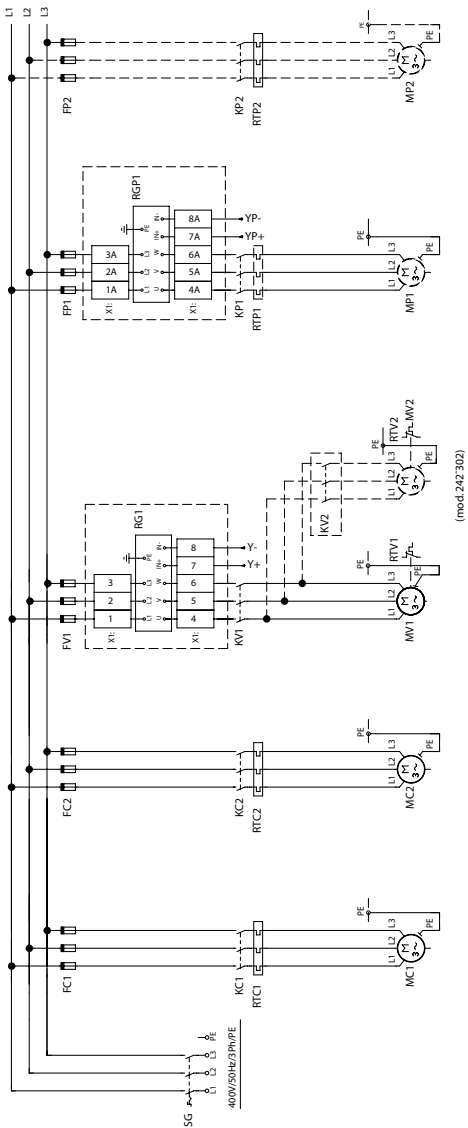 L1
L2
L3
FC1
FC2
FV1
FP1
FP2
1
2
3
X1:
1A
2A
3A
X1:
L1
L2
L3
PE
IN+
IN-
U
V
W
RG1
L1
L2
L3
PE
IN+
IN-
U
V
W
RGP1
4
5
6
7
8
X1:
4A
5A
6A
7A
8A
X1:
SG
L1
L2
L3
PE
400V/50Hz/3Ph/PE
KC1
KC2
KV1
Y+
Y-
KP1
YP+
YP-
KP2
RTC1
RTC2
RTP1
RTP2
KV2
PE
PE
PE
PE
PE
L1
L2
L3
PE
M
3~
MC1
L1
L2
L3
PE
M
3~
MC2
L1
L2
L3
PE
M
3~
MV1
RTV1
L1
L2
L3
PE
M
3~
RTV2
MV2
L1
L2
L3
PE
M
3~
MP1
L1
L2
L3
PE
M
3~
MP2
(mod.242÷302)